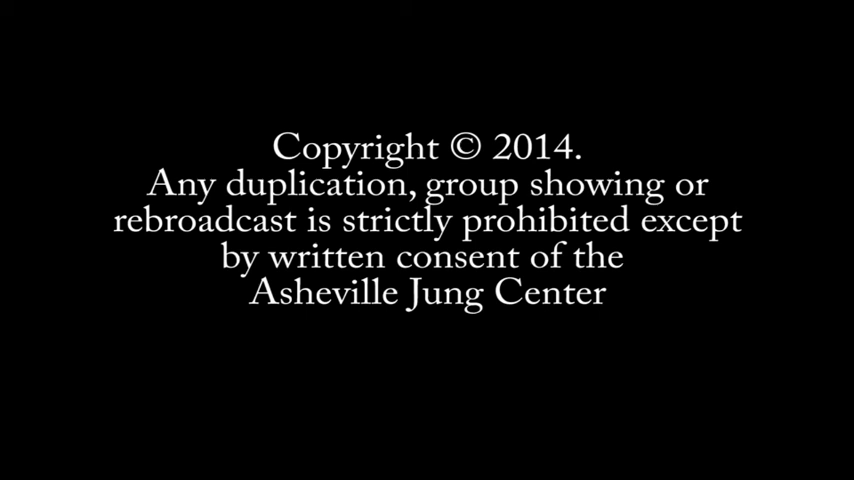 Copyright © 2014.
Any duplication, group showing or
rebroadcast is strictly prohibited except
by written consent of the
Asheville Jung Center